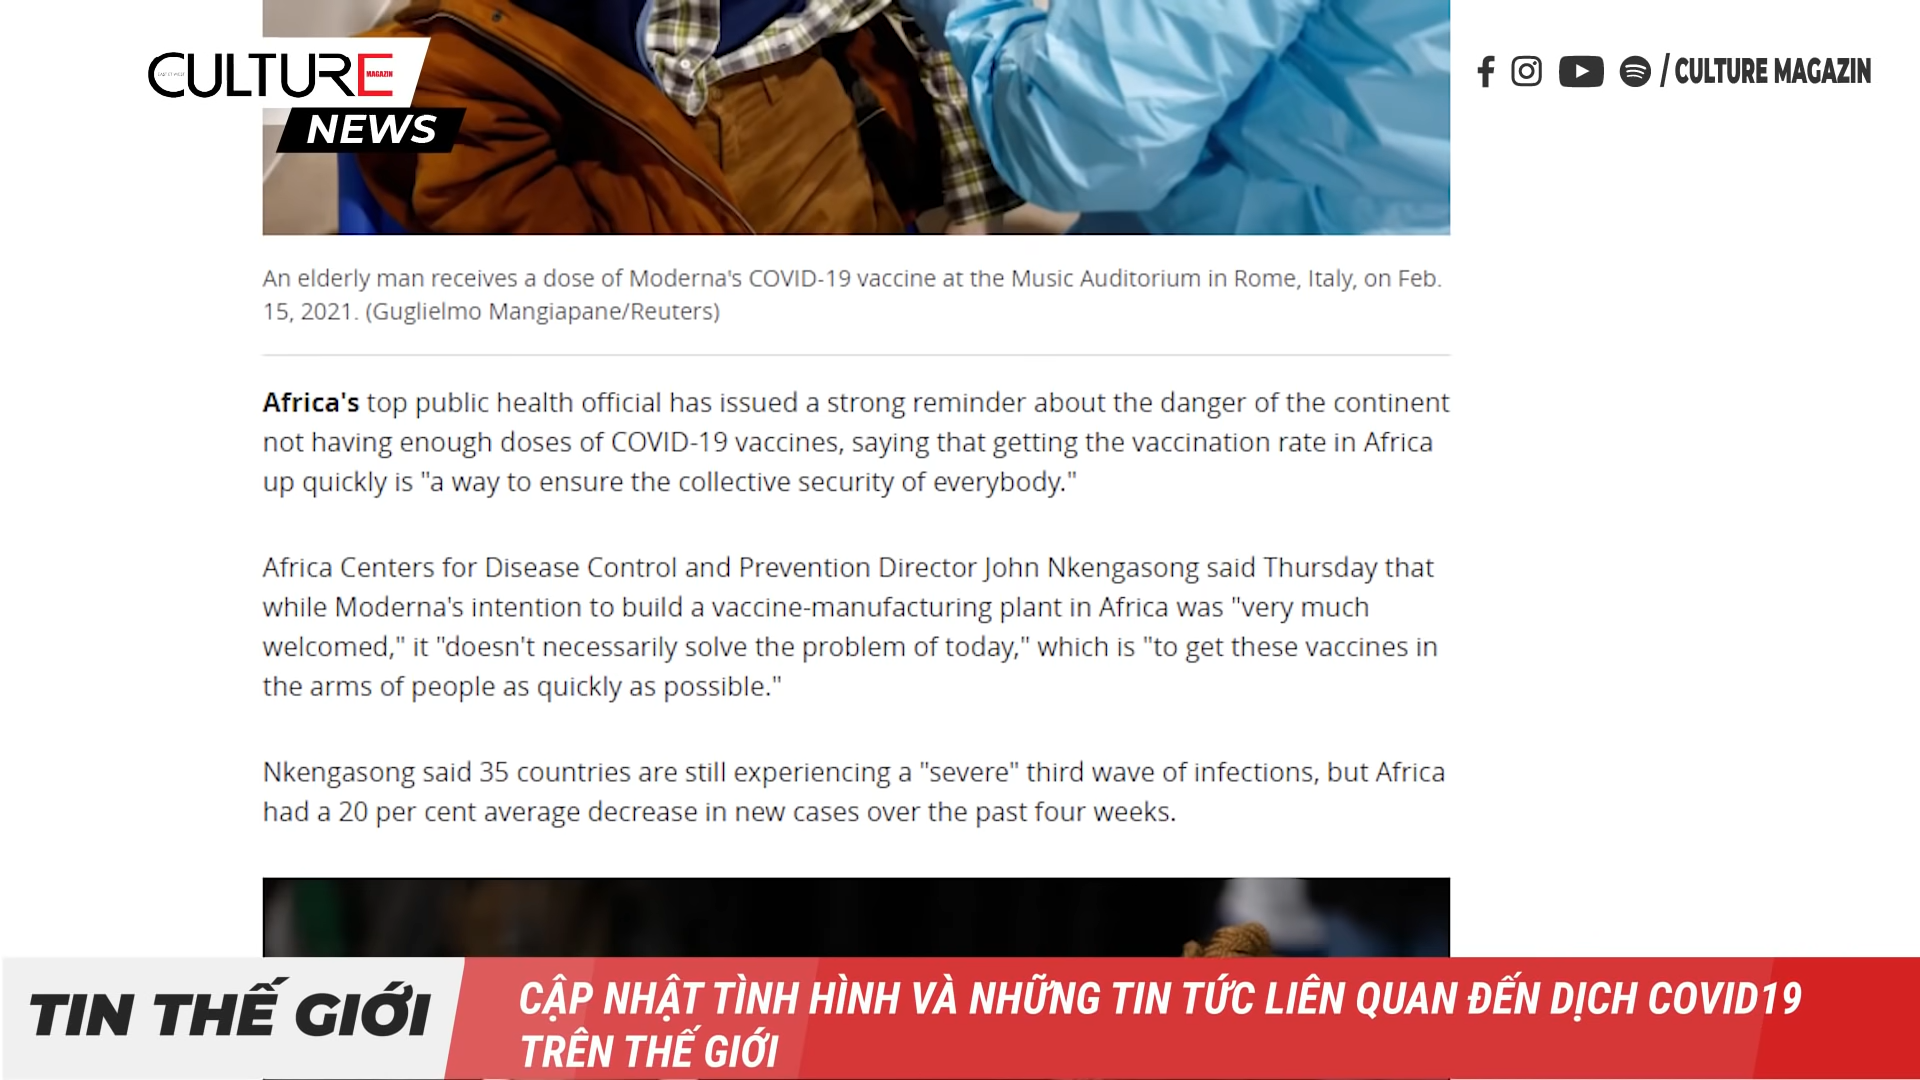 CULTURE
MAGAZIN
NEWS
/ CULTURE MAGAZIN
An elderly man receives a dose of Moderna's COVID-19 vaccine at the Music Auditorium in Rome, Italy, on Feb.
15, 2021. (Guglielmo Mangiapane/Reuters)
Africa's top public health official has issued a strong reminder about the danger of the continent
not having enough doses of COVID-19 vaccines, saying that getting the vaccination rate in Africa
up quickly is "a way to ensure the collective security of everybody."
Africa Centers for Disease Control and Prevention Director John Nkengasong said Thursday that
while Moderna's intention to build a vaccine-manufacturing plant in Africa was "very much
welcomed," it "doesn't necessarily solve the problem of today," which is "to get these vaccines in
the arms of people as quickly as possible."
Nkengasong said 35 countries are still experiencing a "severe" third wave of infections, but Africa
had a 20 per cent average decrease in new cases over the past four weeks.
TIN THẾ GIỚI
CẬP NHẬT TÌNH HÌNH VÀ NHỮNG TIN TỨC LIÊN QUAN ĐẾN DỊCH COVID19
TRÊN THẾ GIỚI